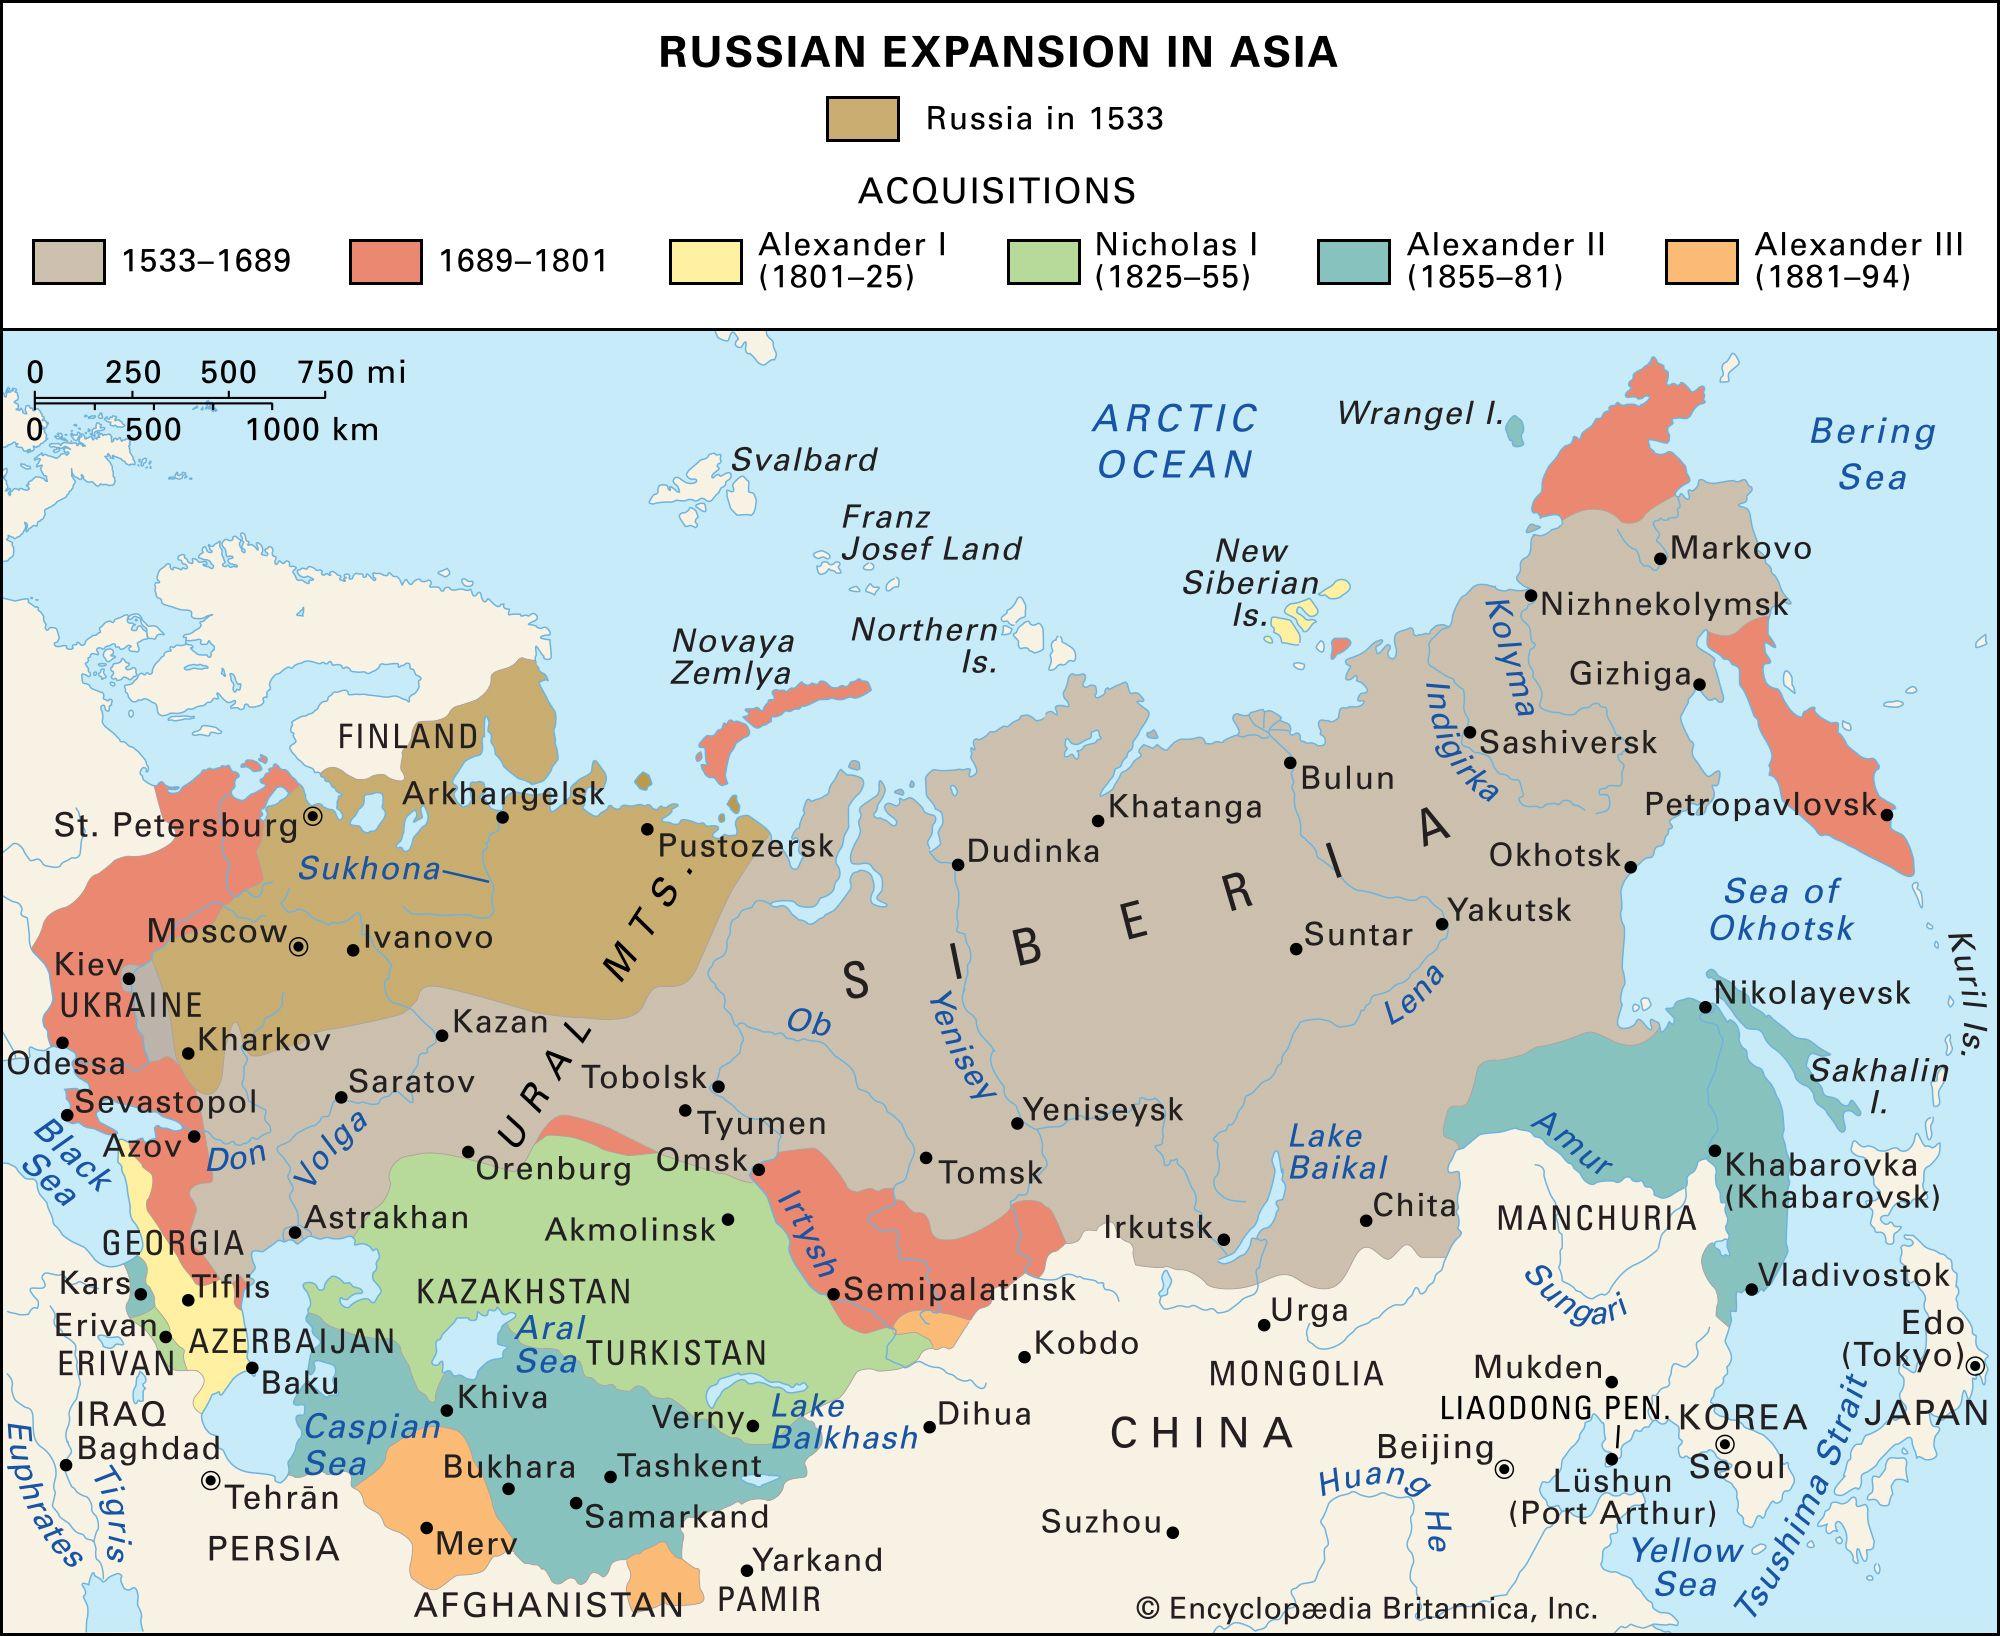 RUSSIAN EXPANSION IN ASIA
Russia in 1533
ACQUISITIONS
1533–1689
1689–1801
Alexander I
(1801–25)
Nicholas I
(1825–55)
Alexander II
(1855–81)
Alexander III
(1881–94)
0 250 500 750 mi
0 500 1000 km
ARCTIC
OCEAN
Wrangel I.
Bering
Sea
Svalbard
Franz
Josef Land
New
Siberian
Is.
Novaya
Zemlya
Northern
Is.
Markovo
Nizhnekolymsk
Kolyma
Gizhiga
Indigirka
Sashiversk
FINLAND
Arkhangelsk
St. Petersburg
Pustozersk
Sukhona
Bulun
Khatanga
Dudinka
Petropavlovsk
Okhotsk
Sea of
Okhotsk
Kuril Is.
Moscow
Ivanovo
Kiev
UKRAINE
Kharkov
Odessa
Kazan
URAL MTS.
SIBERIA
Suntar
Yakutsk
Lena
Ob
Yenisey
Nikolayevsk
Sakhalin
I.
Sevastopol
Saratov
Tobolsk
Tyumen
Yeniseysk
Black
Sea
Azov
Don
Volga
Orenburg
Omsk
Tomsk
Lake
Baikal
Amur
Khabarovka
(Khabarovsk)
Astrakhan
Akmolinsk
Irtysh
Irkutsk
Chita
MANCHURIA
GEORGIA
Kars
Tiflis
KAZAKHSTAN
Semipalatinsk
Urga
Sungari
Vladivostok
Erivan
ERIVAN
AZERBAIJAN
Aral
Sea
TURKISTAN
Kobdo
MONGOLIA
Mukden
Edo
(Tokyo)
Baku
Khiva
IRAQ
Baghdad
Caspian
Sea
Verny
Lake
Balkhash
Dihua
CHINA
LIAODONG PEN.
KOREA
JAPAN
Beijing
Seoul
Euphrates
Tigris
Tehrān
Bukhara
Tashkent
Samarkand
Huang He
Lüshun
(Port Arthur)
Tsushima Strait
PERSIA
Merv
Suzhou
Yellow
Sea
Yarkand
AFGHANISTAN
PAMIR
© Encyclopædia Britannica, Inc.